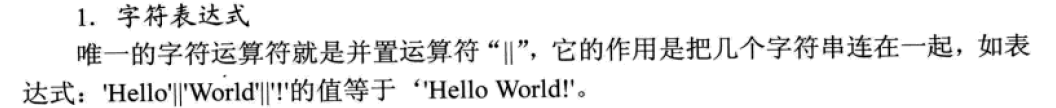 1. 字符表达式
唯一的字符运算符就是并置运算符“||”，它的作用是把几个字符串连在一起，如表
达式：'Hello'||'World'||'!'的值等于‘'Hello World!'。